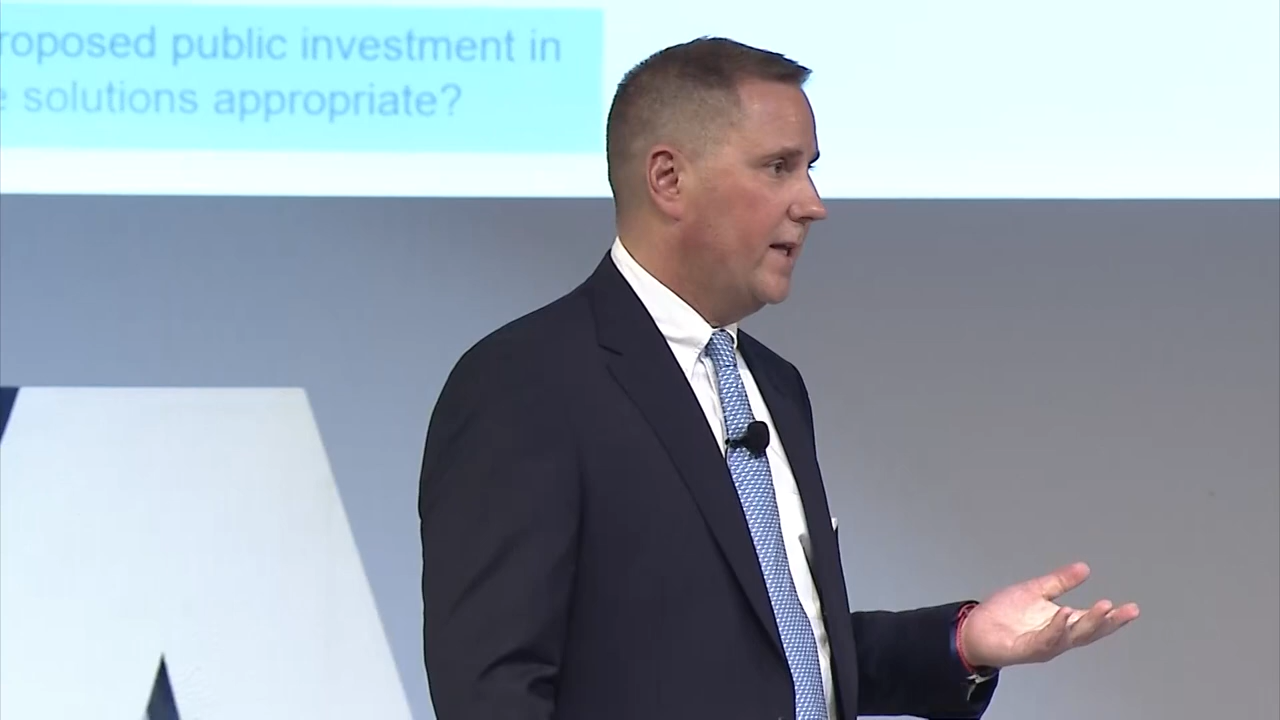 roposed public investment in
e solutions appropriate?